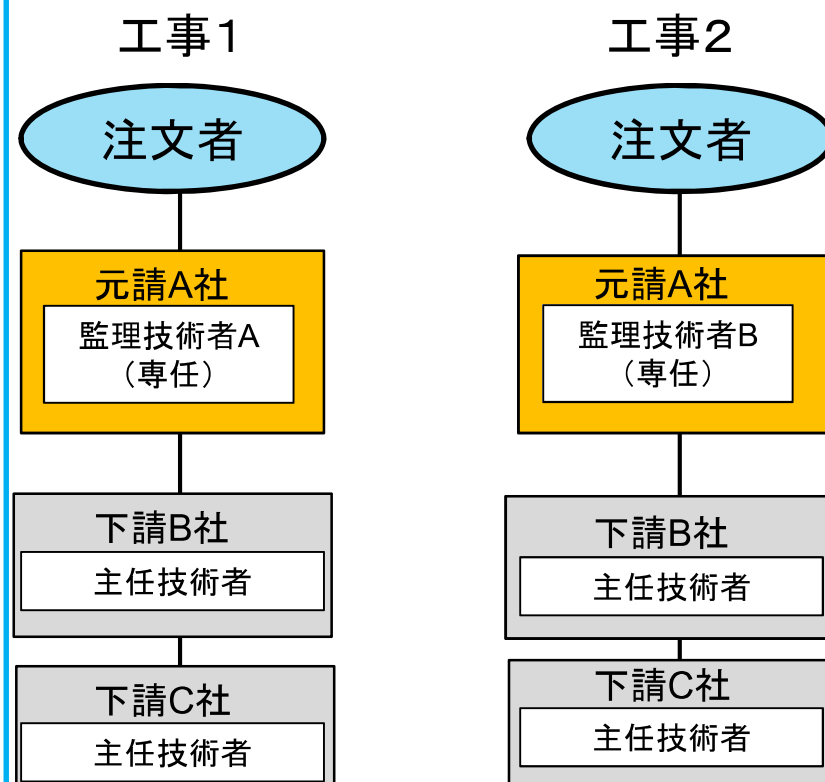 工事1
注文者
元請A社
監理技術者A
（専任）
下請B社
主任技術者
下請C社
主任技術者
工事2
注文者
元請A社
監理技術者B
（専任）
下請B社
主任技術者
下請C社
主任技術者